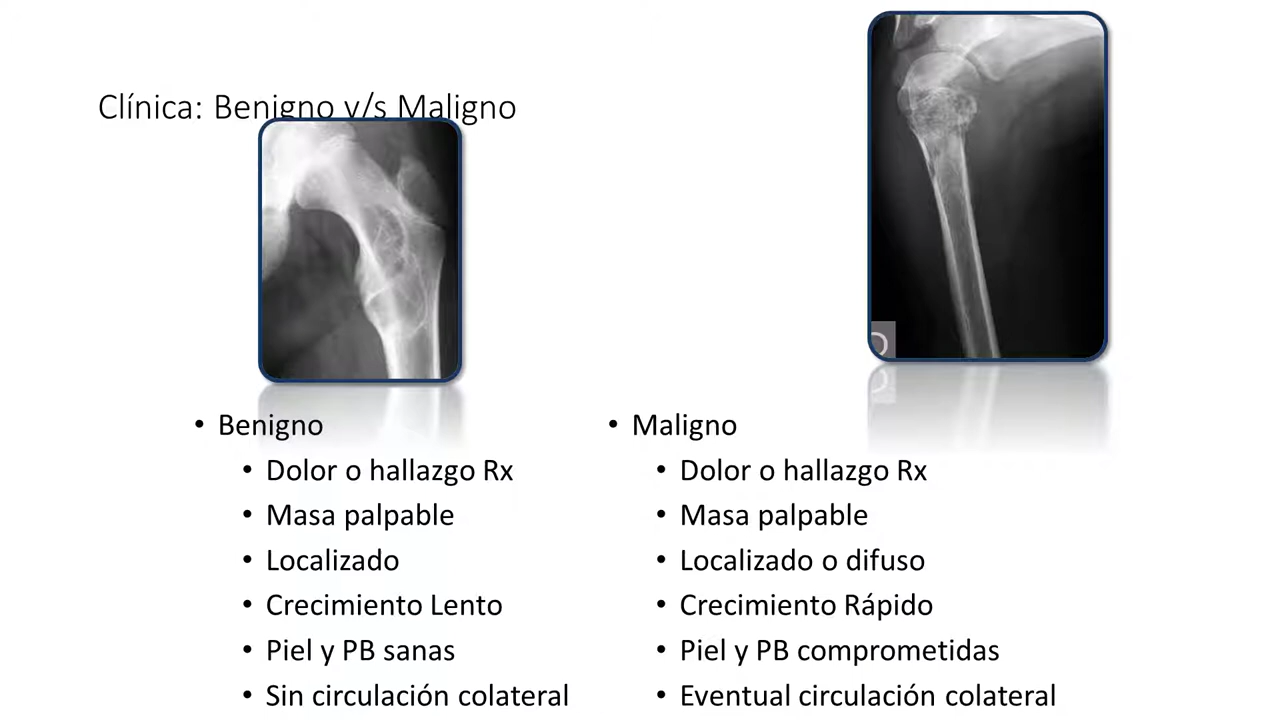 Clínica: Benigno v/s Maligno
• Benigno
• Dolor o hallazgo Rx
• Masa palpable
• Localizado
• Crecimiento Lento
• Piel y PB sanas
• Sin circulación colateral
• Maligno
• Dolor o hallazgo Rx
• Masa palpable
• Localizado o difuso
• Crecimiento Rápido
• Piel y PB comprometidas
• Eventual circulación colateral